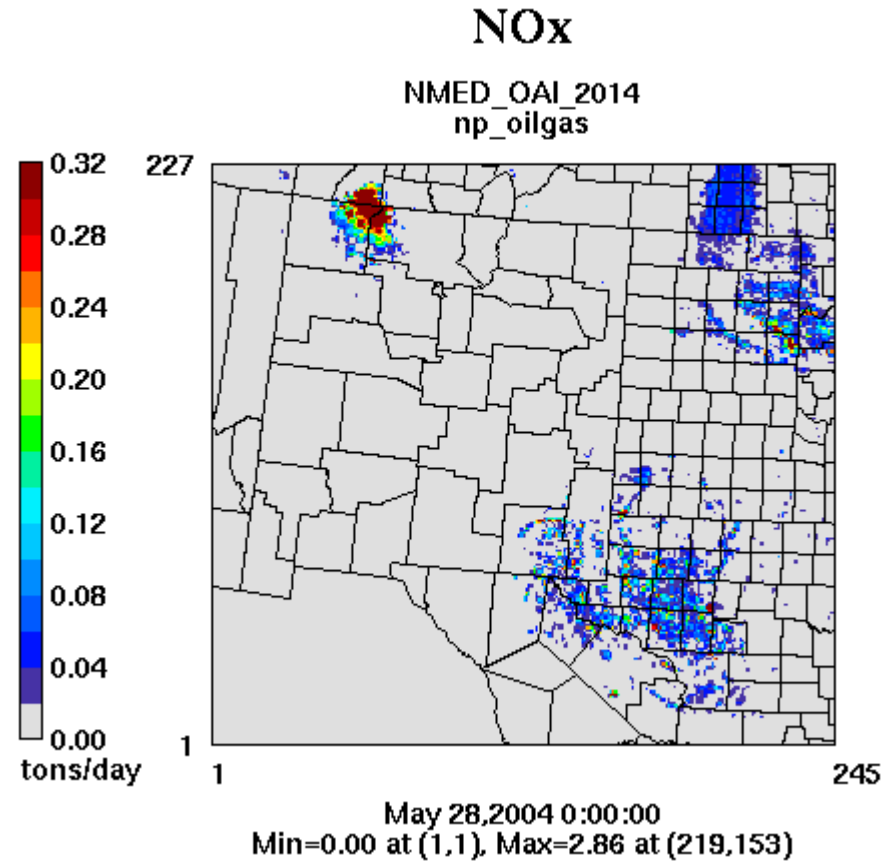 NOx
NMED_OAI_2014
np_oilgas
0.32
0.28
0.24
0.20
0.16
0.12
0.08
0.04
0.00
tons/day
227
1
1
245
May 28,2004 0:00:00
Min=0.00 at (1,1), Max=2.86 at (219,153)